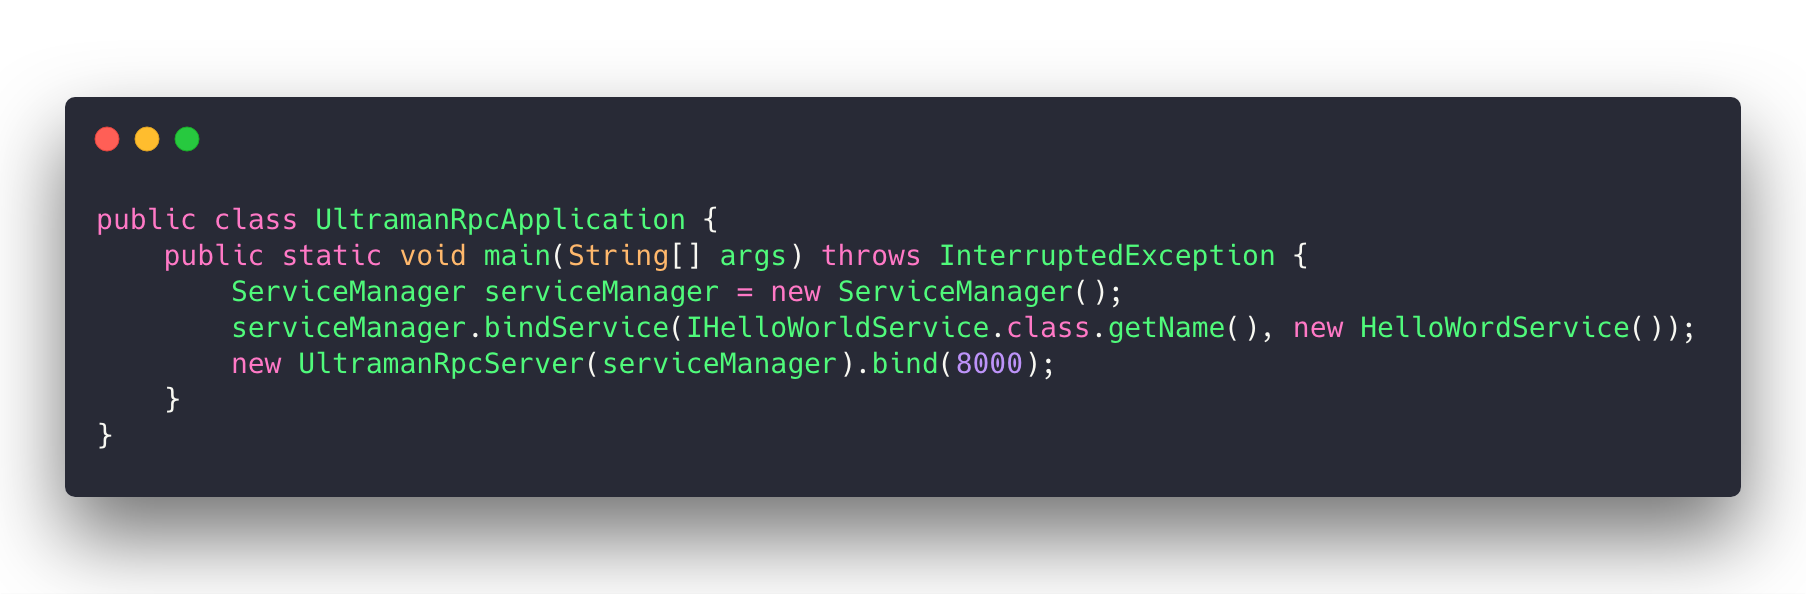 public class UltramanRpcApplication {
    public static void main(String[] args) throws InterruptedException {
        ServiceManager serviceManager = new ServiceManager();
        serviceManager.bindService(IHelloWorldService.class.getName(), new HelloWordService());
        new UltramanRpcServer(serviceManager).bind(8000);
    }
}